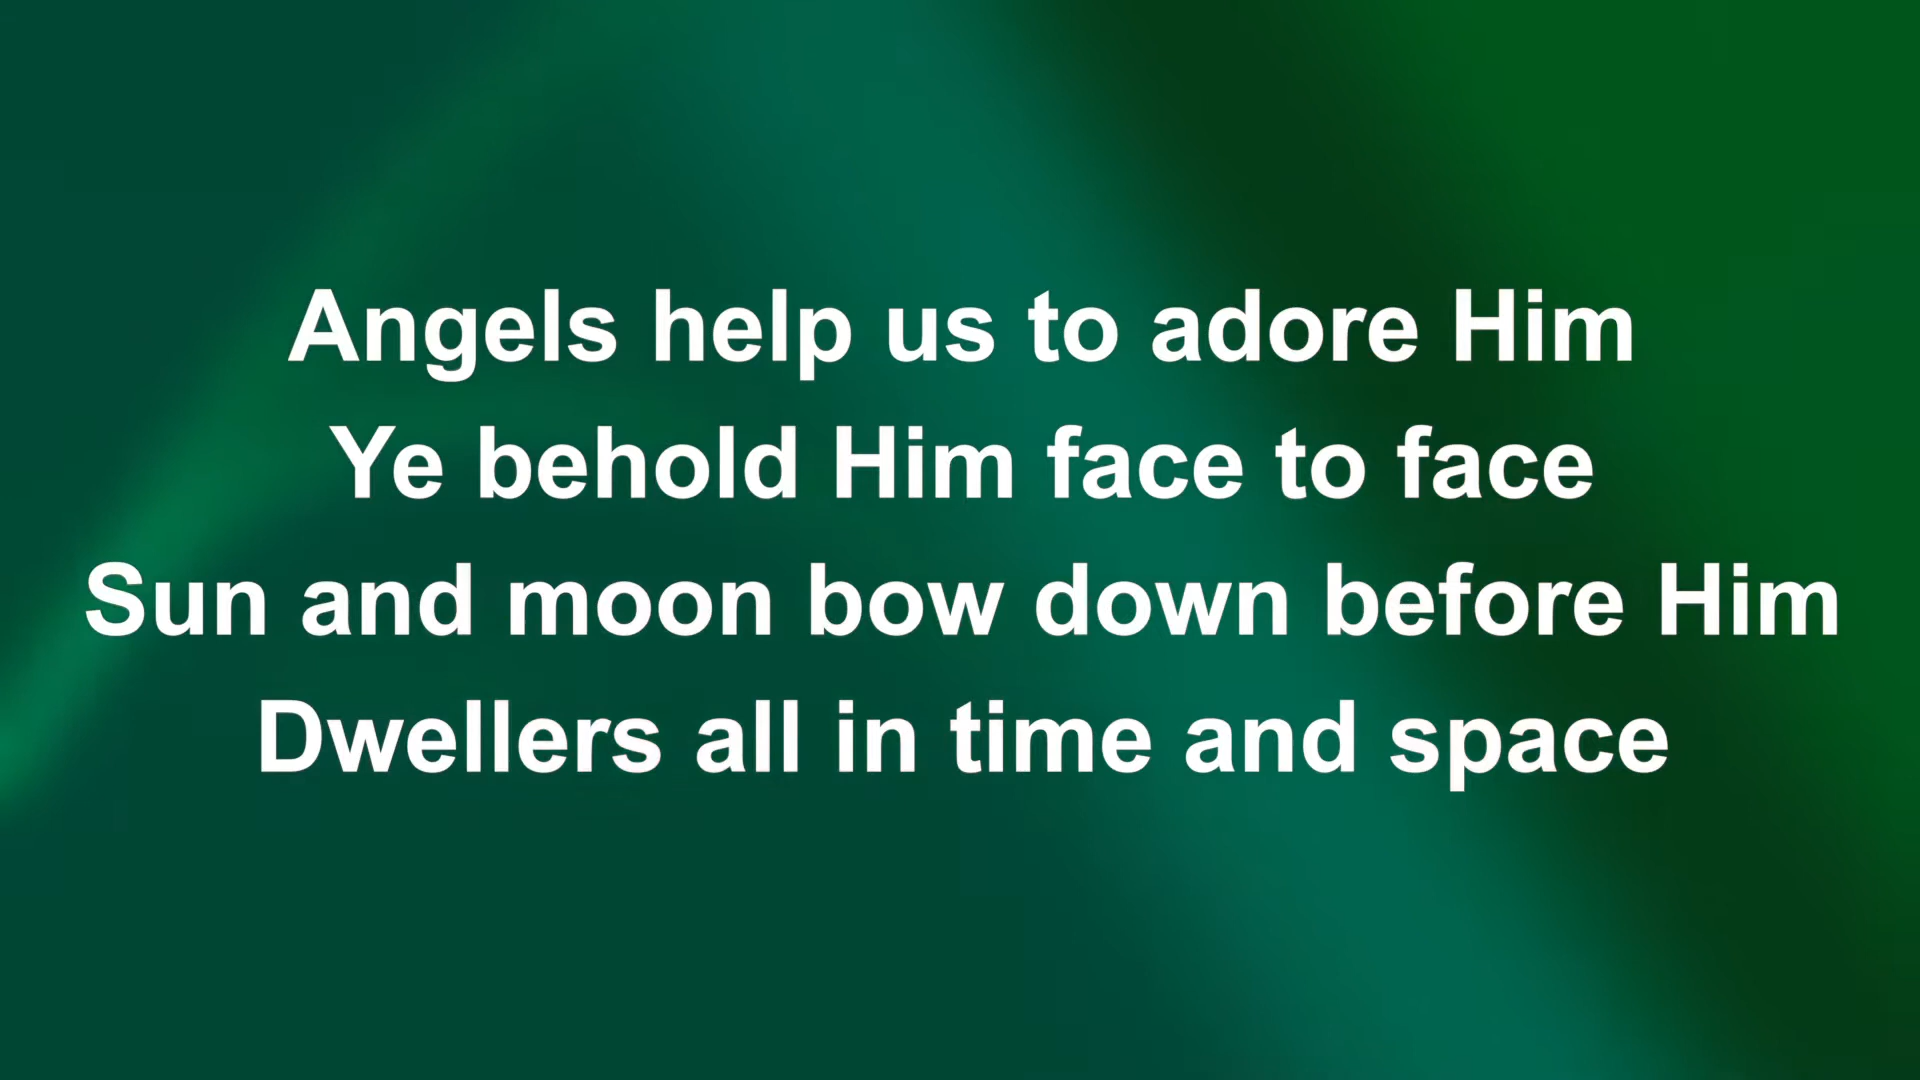 Angels help us to adore Him
Ye behold Him face to face
Sun and moon bow down before Him
Dwellers all in time and space